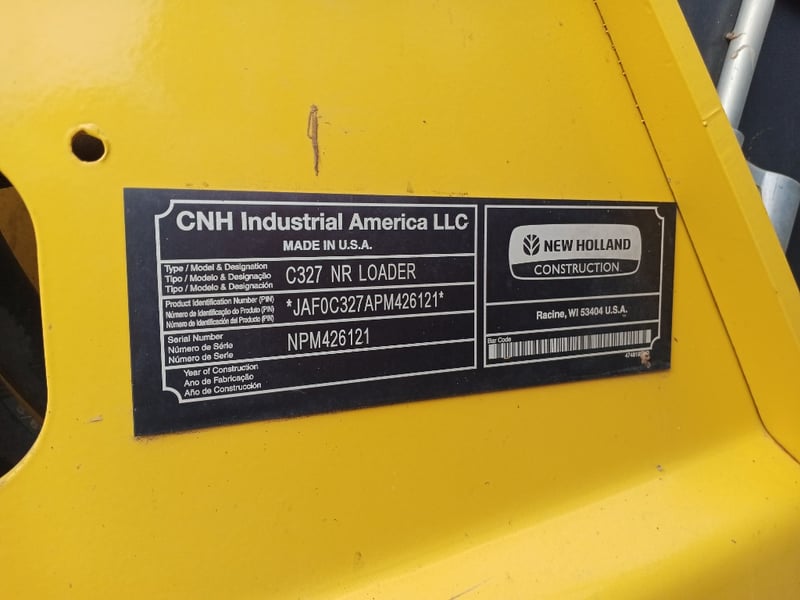 CNH Industrial America LLC
MADE IN U.S.A.
Type / Model & Designation
Tipo / Modelo & Designação
Tipo / Modelo & Designación
C327 NR LOADER
Product Identification Number (PIN)
Número de Identificação do Produto (PIN)
Número de Identificación del Producto (PIN)
*JAF0C327APM426121*
Serial Number
Número de Série
Número de Serie
NPM426121
Year of Construction
Ano de Fabricação
Año de Construcción
NEW HOLLAND
CONSTRUCTION
Racine, WI 53404 U.S.A.
Bar Code